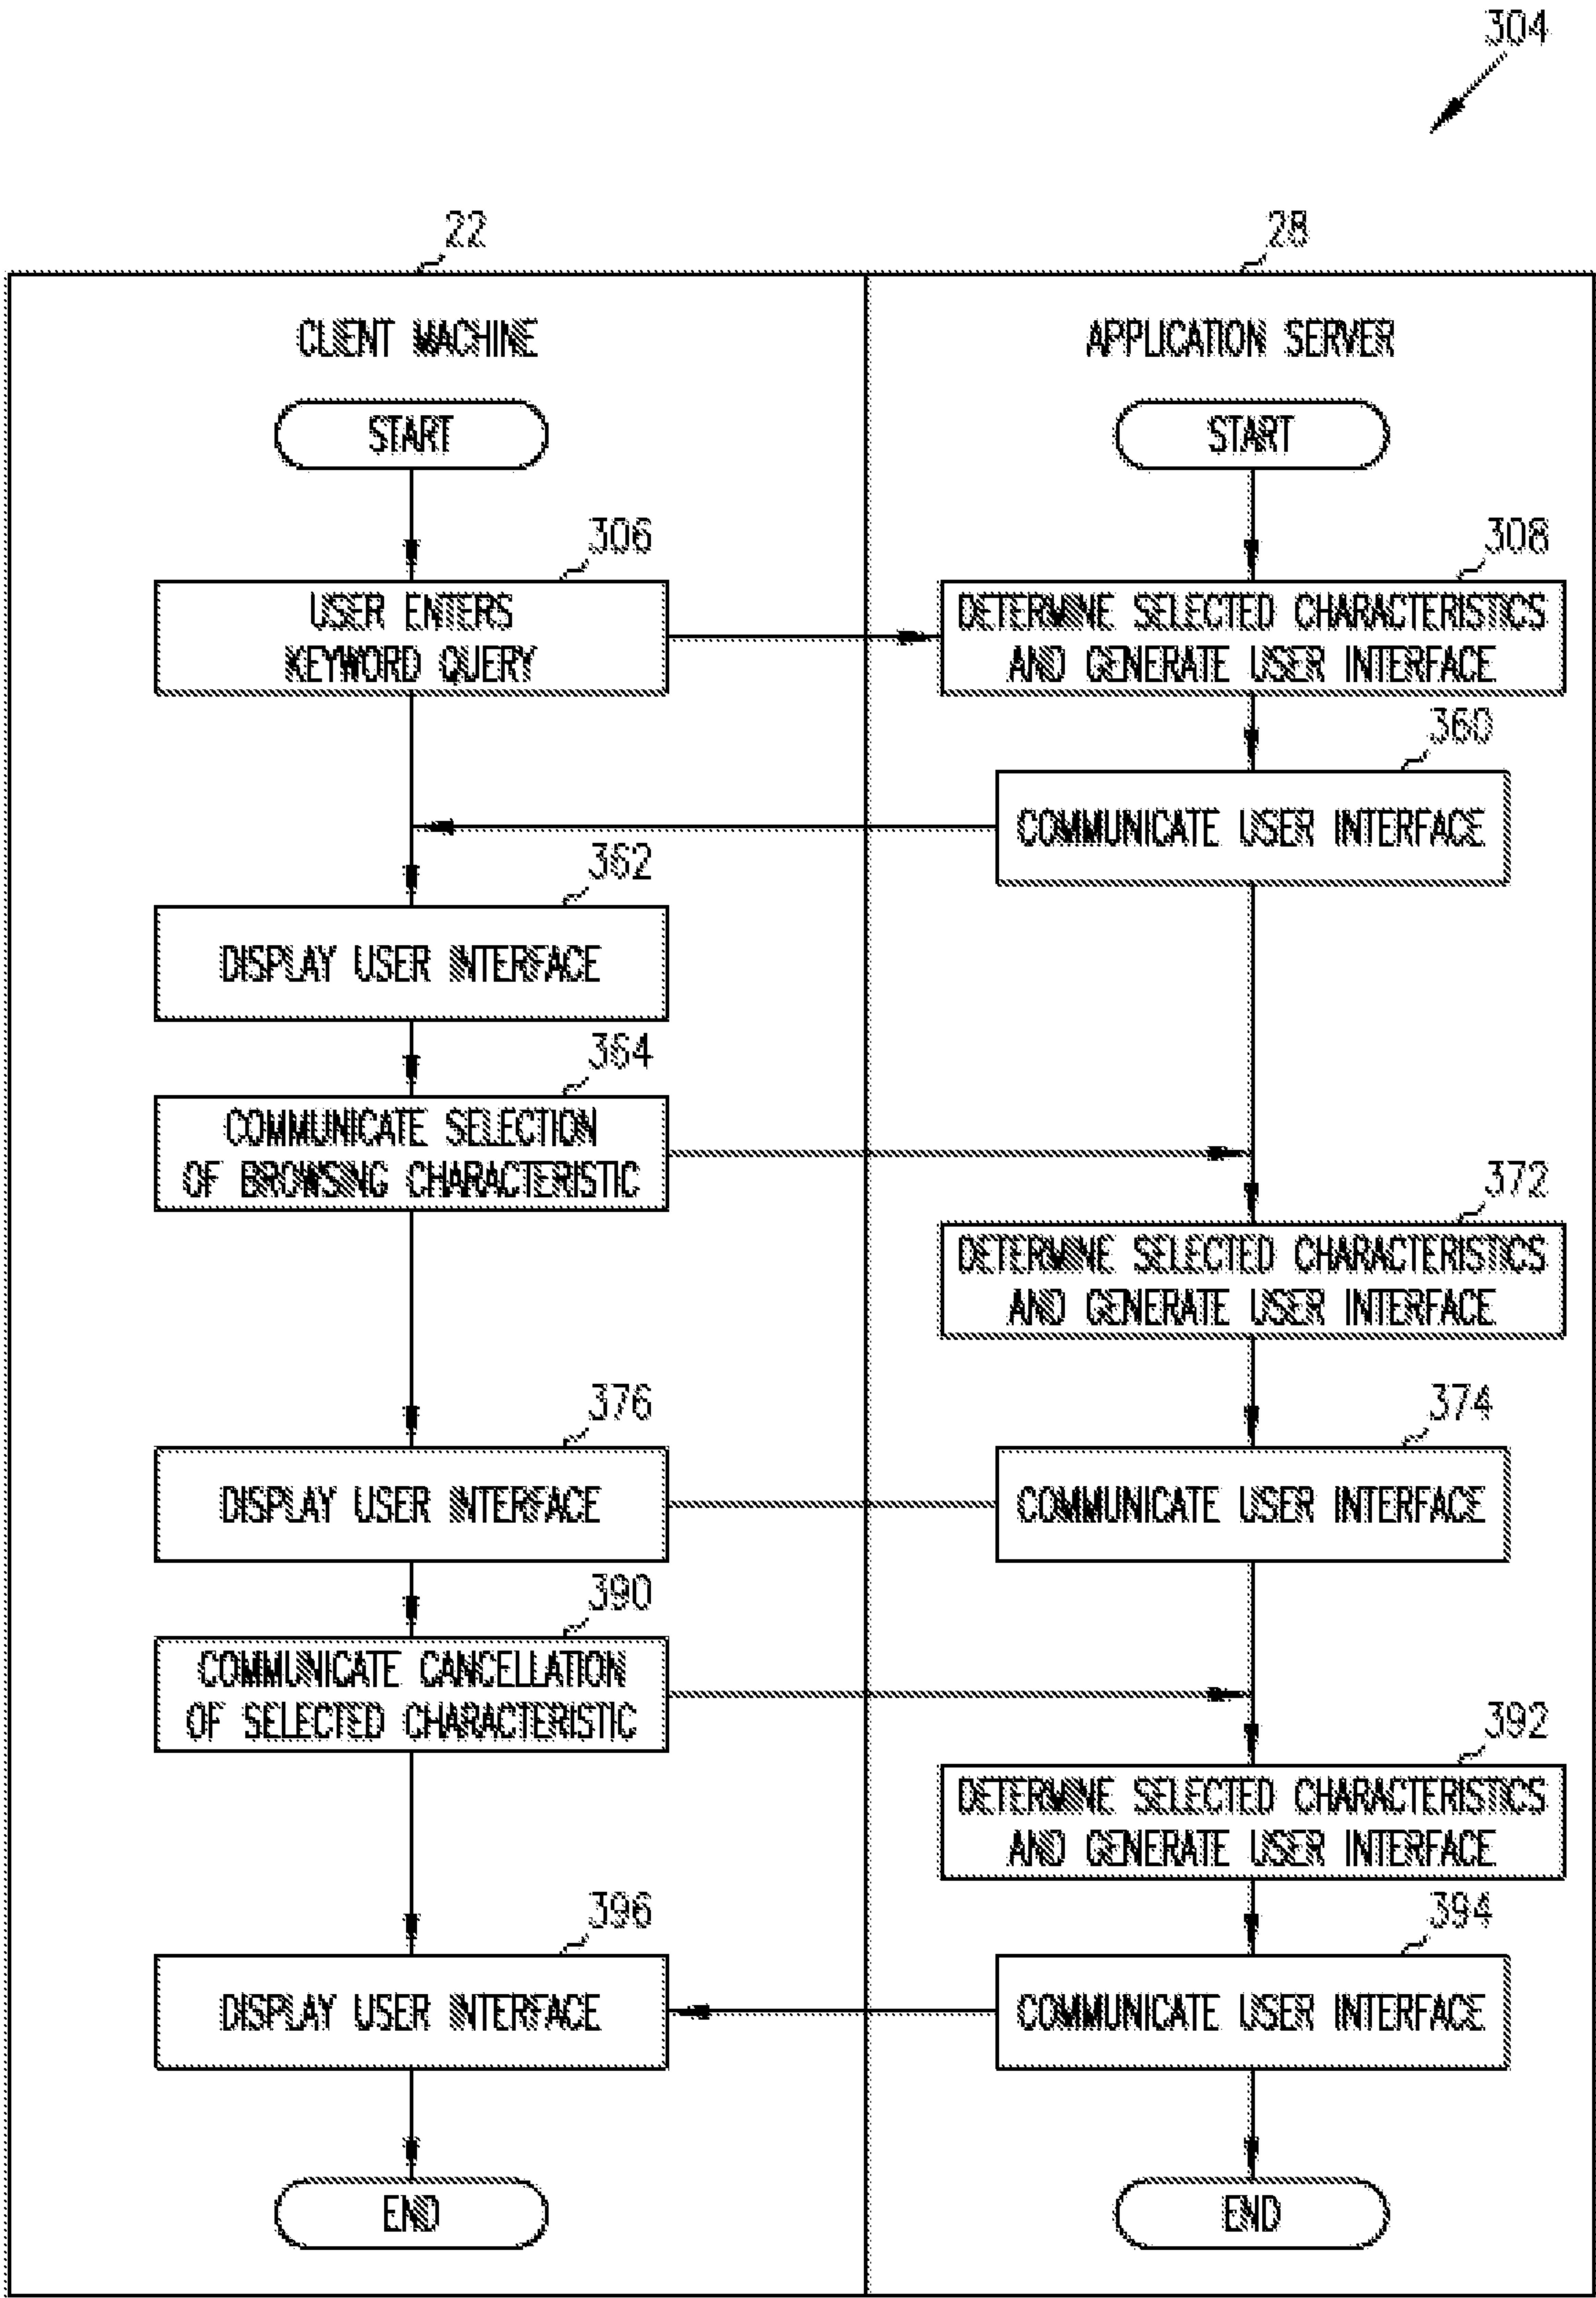 304
22
28
CLIENT MACHINE
APPLICATION SERVER
START
START
306
308
USER ENTERS
KEYWORD QUERY
DETERMINE SELECTED CHARACTERISTICS
AND GENERATE USER INTERFACE
360
COMMUNICATE USER INTERFACE
362
DISPLAY USER INTERFACE
364
COMMUNICATE SELECTION
OF BROWSING CHARACTERISTIC
372
DETERMINE SELECTED CHARACTERISTICS
AND GENERATE USER INTERFACE
376
374
DISPLAY USER INTERFACE
COMMUNICATE USER INTERFACE
390
COMMUNICATE CANCELLATION
OF SELECTED CHARACTERISTIC
392
DETERMINE SELECTED CHARACTERISTICS
AND GENERATE USER INTERFACE
396
394
DISPLAY USER INTERFACE
COMMUNICATE USER INTERFACE
END
END